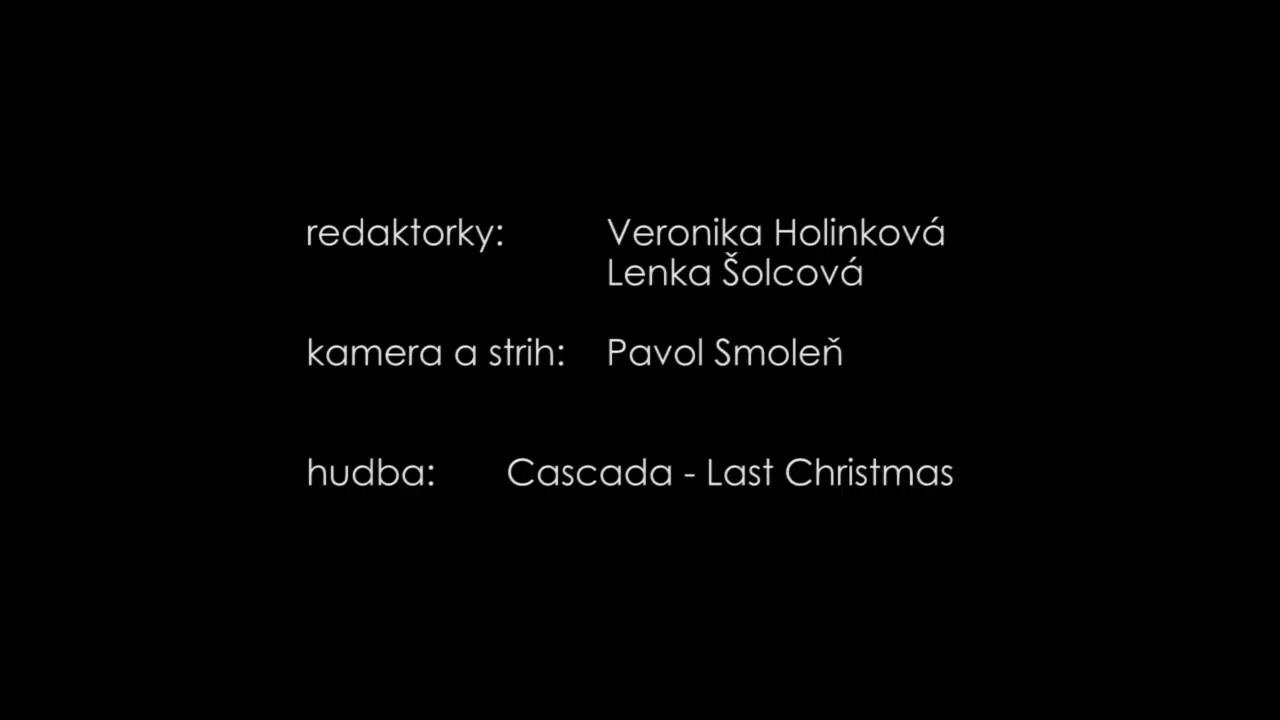 redaktorky: Veronika Holinková
Lenka Šolcová
kamera a strih: Pavol Smoleň
hudba: Cascada - Last Christmas